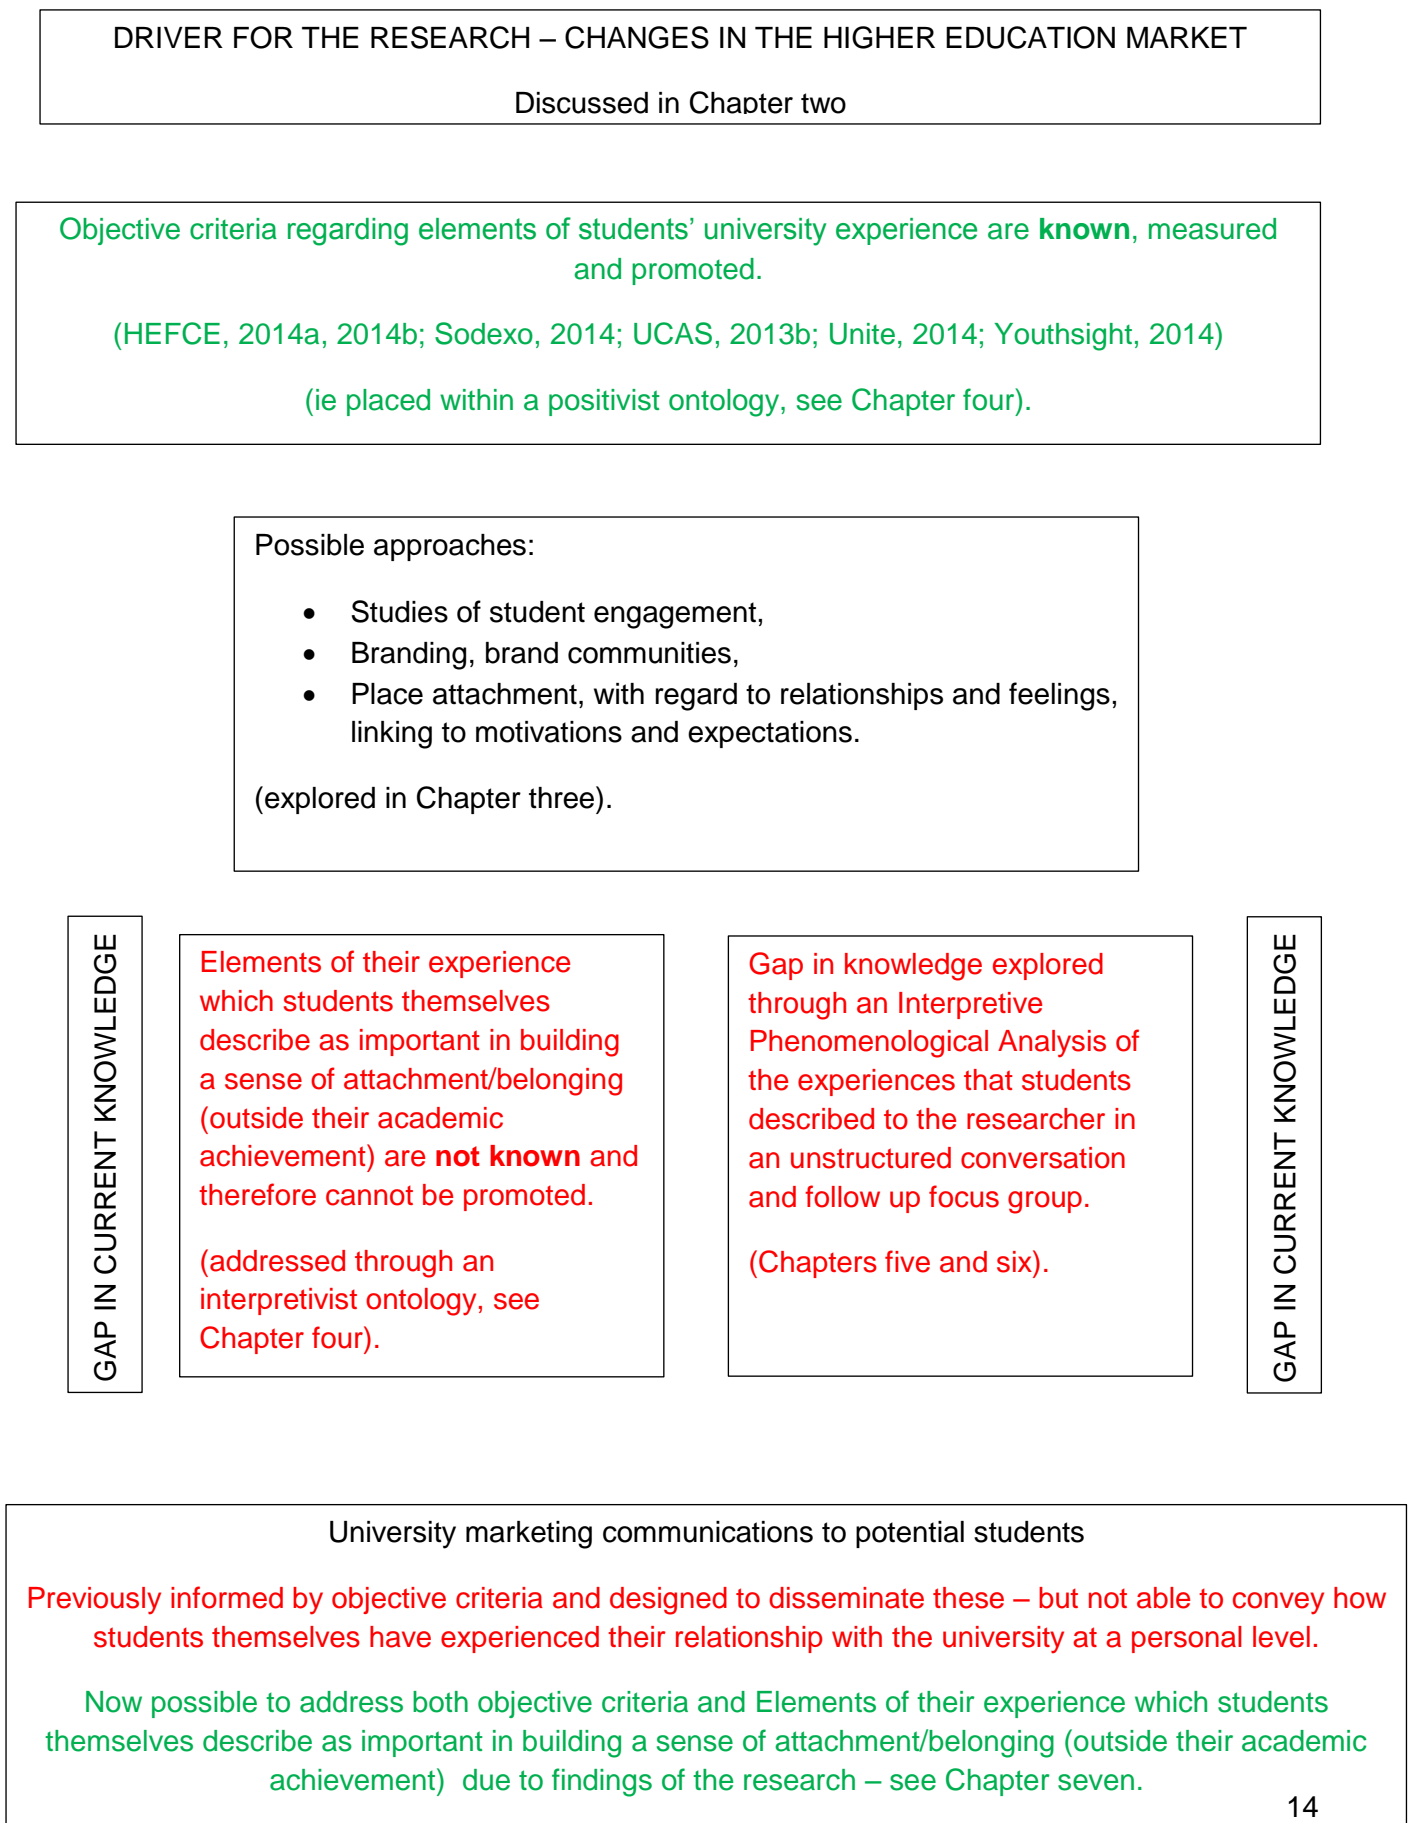 DRIVER FOR THE RESEARCH – CHANGES IN THE HIGHER EDUCATION MARKET
Discussed in Chapter two
Objective criteria regarding elements of students’ university experience are known, measured
and promoted.
(HEFCE, 2014a, 2014b; Sodexo, 2014; UCAS, 2013b; Unite, 2014; Youthsight, 2014)
(ie placed within a positivist ontology, see Chapter four).
Possible approaches:
• Studies of student engagement,
• Branding, brand communities,
• Place attachment, with regard to relationships and feelings,
linking to motivations and expectations.
(explored in Chapter three).
GAP IN CURRENT KNOWLEDGE
Elements of their experience
which students themselves
describe as important in building
a sense of attachment/belonging
(outside their academic
achievement) are not known and
therefore cannot be promoted.
(addressed through an
interpretivist ontology, see
Chapter four).
Gap in knowledge explored
through an Interpretive
Phenomenological Analysis of
the experiences that students
described to the researcher in
an unstructured conversation
and follow up focus group.
(Chapters five and six).
GAP IN CURRENT KNOWLEDGE
University marketing communications to potential students
Previously informed by objective criteria and designed to disseminate these – but not able to convey how
students themselves have experienced their relationship with the university at a personal level.
Now possible to address both objective criteria and Elements of their experience which students
themselves describe as important in building a sense of attachment/belonging (outside their academic
achievement)  due to findings of the research – see Chapter seven.
14